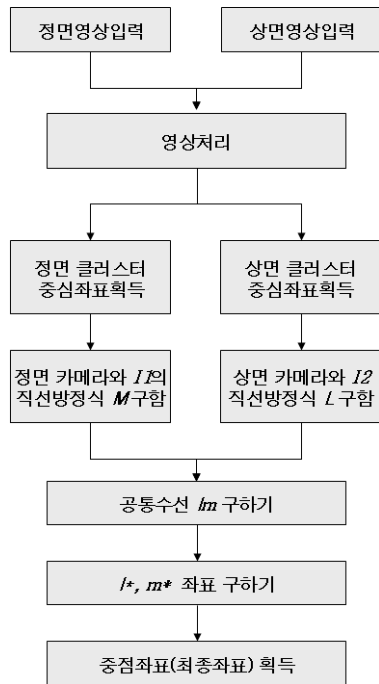 정면영상입력
상면영상입력
영상처리
정면 클러스터
중심좌표획득
상면 클러스터
중심좌표획득
정면 카메라와 I1의
직선방정식 M구함
상면 카메라와 I2
직선방정식 L구함
공통수선 lm 구하기
l*, m* 좌표 구하기
중점좌표(최종좌표) 획득